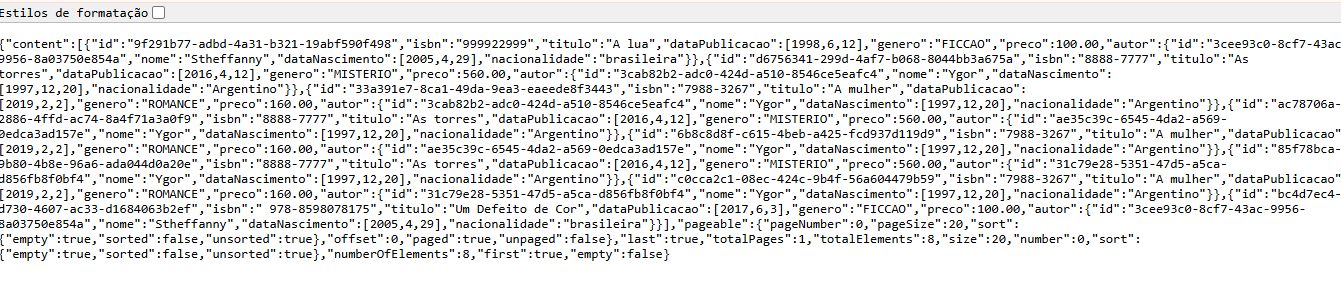 Estilos de formatação
{"content":[{"id":"9f291b77-adbd-4a31-b321-19abf590f498","isbn":"999922999","titulo":"A lua","dataPublicacao":[1998,6,12],"genero":"FICCAO","preco":100.00,"autor":{"id":"3cee93c0-8cf7-43ac-
9956-8a03750e854a","nome":"Stheffanny","dataNascimento":[2005,4,29],"nacionalidade":"brasileira"}},{"id":"d6756341-299d-4af7-b068-8044bb3a675a","isbn":"8888-7777","titulo":"As
torres","dataPublicacao":[2016,4,12],"genero":"MISTERIO","preco":560.00,"autor":{"id":"3cab82b2-adc0-424d-a510-8546ce5eafc4","nome":"Ygor","dataNascimento":
[1997,12,20],"nacionalidade":"Argentino"}},{"id":"33a391e7-8ca1-49da-9ea3-eaeede8f3443","isbn":"7988-3267","titulo":"A mulher","dataPublicacao":
[2019,2,2],"genero":"ROMANCE","preco":160.00,"autor":{"id":"3cab82b2-adc0-424d-a510-8546ce5eafc4","nome":"Ygor","dataNascimento":[1997,12,20],"nacionalidade":"Argentino"}},{"id":"ac78706a-
2886-4ffd-ac74-8a4f71a3a0f9","isbn":"8888-7777","titulo":"As torres","dataPublicacao":[2016,4,12],"genero":"MISTERIO","preco":560.00,"autor":{"id":"ae35c39c-6545-4da2-a569-
0edca3ad157e","nome":"Ygor","dataNascimento":[1997,12,20],"nacionalidade":"Argentino"}},{"id":"6b8c8d8f-c615-4beb-a425-fcd937d119d9","isbn":"7988-3267","titulo":"A mulher","dataPublicacao"
[2019,2,2],"genero":"ROMANCE","preco":160.00,"autor":{"id":"ae35c39c-6545-4da2-a569-0edca3ad157e","nome":"Ygor","dataNascimento":[1997,12,20],"nacionalidade":"Argentino"}},{"id":"85f78bca-
9b80-4b8e-96a6-ada044d0a20e","isbn":"8888-7777","titulo":"As torres","dataPublicacao":[2016,4,12],"genero":"MISTERIO","preco":560.00,"autor":{"id":"31c79e28-5351-47d5-a5ca-
d856fb8f0bf4","nome":"Ygor","dataNascimento":[1997,12,20],"nacionalidade":"Argentino"}},{"id":"c0cca2c1-08ec-424c-9b4f-56a604479b59","isbn":"7988-3267","titulo":"A mulher","dataPublicacao"
[2019,2,2],"genero":"ROMANCE","preco":160.00,"autor":{"id":"31c79e28-5351-47d5-a5ca-d856fb8f0bf4","nome":"Ygor","dataNascimento":[1997,12,20],"nacionalidade":"Argentino"}},{"id":"bc4d7ec4-
d730-4607-ac33-d1684063b2ef","isbn":" 978-8598078175","titulo":"Um Defeito de Cor","dataPublicacao":[2017,6,3],"genero":"FICCAO","preco":100.00,"autor":{"id":"3cee93c0-8cf7-43ac-9956-
8a03750e854a","nome":"Stheffanny","dataNascimento":[2005,4,29],"nacionalidade":"brasileira"}}],"pageable":{"pageNumber":0,"pageSize":20,"sort":
{"empty":true,"sorted":false,"unsorted":true},"offset":0,"paged":true,"unpaged":false},"last":true,"totalPages":1,"totalElements":8,"size":20,"number":0,"sort":
{"empty":true,"sorted":false,"unsorted":true},"numberOfElements":8,"first":true,"empty":false}